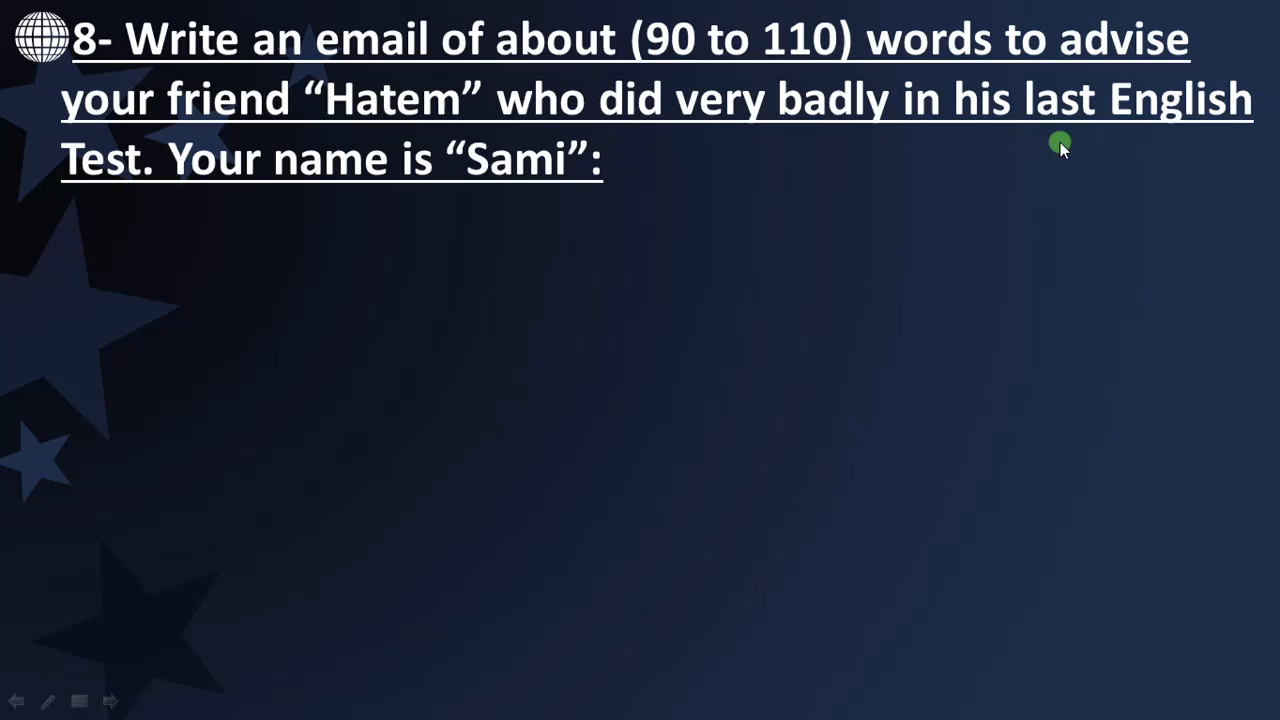 8- Write an email of about (90 to 110) words to advise
your friend “Hatem” who did very badly in his last English
Test. Your name is “Sami”: